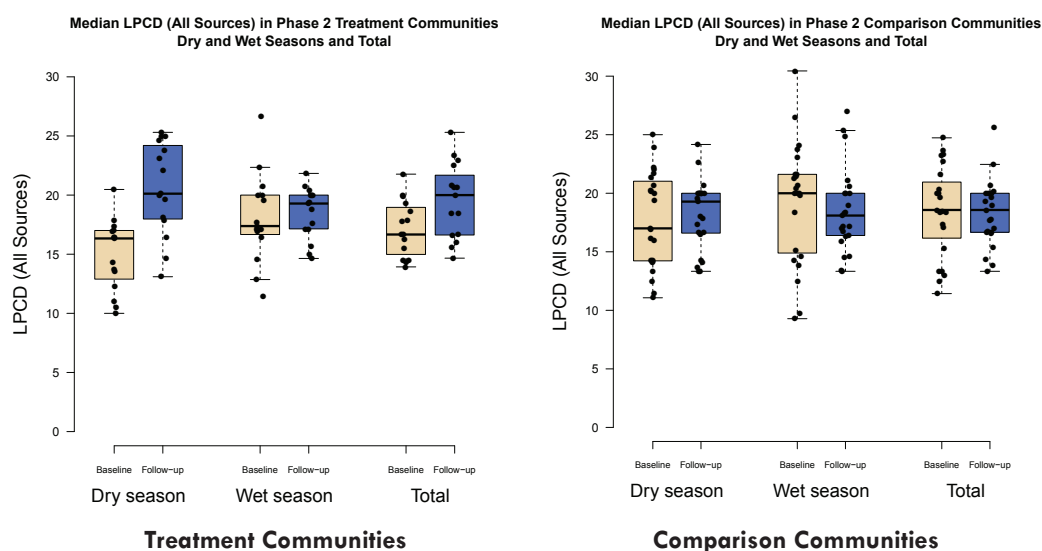 Median LPCD (All Sources) in Phase 2 Treatment Communities
Dry and Wet Seasons and Total
LPCD (All Sources)
30
25
20
15
10
5
0
Baseline Follow-up Baseline Follow-up Baseline Follow-up
Dry season Wet season Total
Treatment Communities
Median LPCD (All Sources) in Phase 2 Comparison Communities
Dry and Wet Seasons and Total
LPCD (All Sources)
30
25
20
15
10
5
0
Baseline Follow-up Baseline Follow-up Baseline Follow-up
Dry season Wet season Total
Comparison Communities